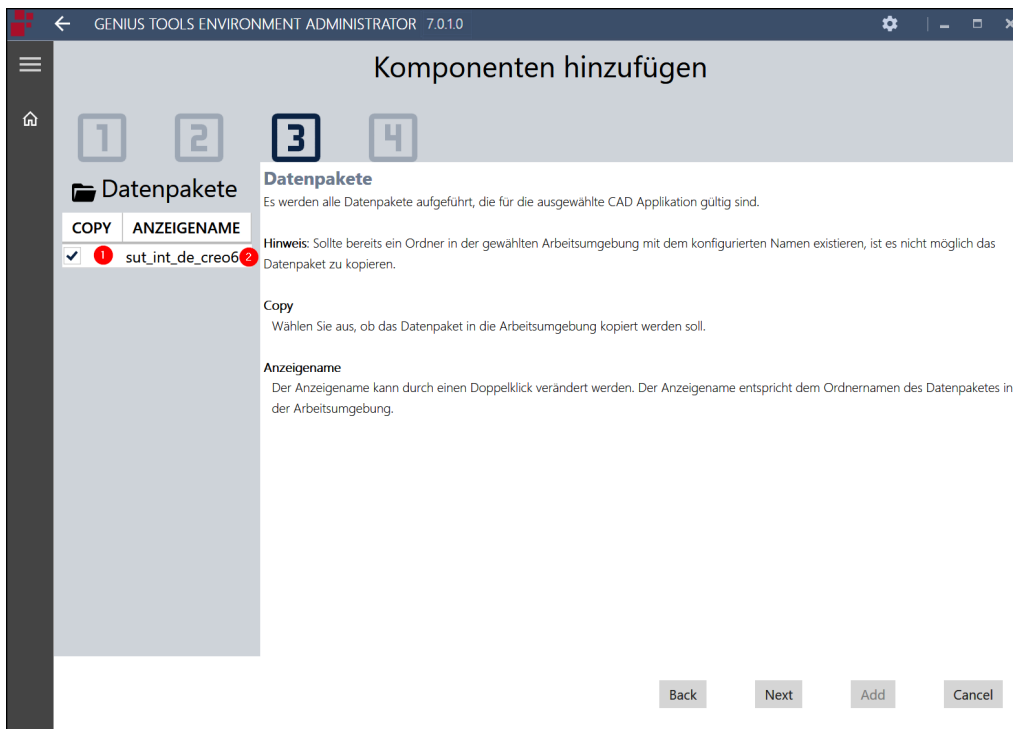 GENIUS TOOLS ENVIRONMENT ADMINISTRATOR 7.0.1.0
Komponenten hinzufügen
1 2 3 4
Datenpakete
COPY ANZEIGENAME
1 sut_int_de_creo6 2
Datenpakete
Es werden alle Datenpakete aufgeführt, die für die ausgewählte CAD Applikation gültig sind.
Hinweis: Sollte bereits ein Ordner in der gewählten Arbeitsumgebung mit dem konfigurierten Namen existieren, ist es nicht möglich das
Datenpaket zu kopieren.
Copy
Wählen Sie aus, ob das Datenpaket in die Arbeitsumgebung kopiert werden soll.
Anzeigename
Der Anzeigename kann durch einen Doppelklick verändert werden. Der Anzeigename entspricht dem Ordnernamen des Datenpaketes in
der Arbeitsumgebung.
Back Next Add Cancel